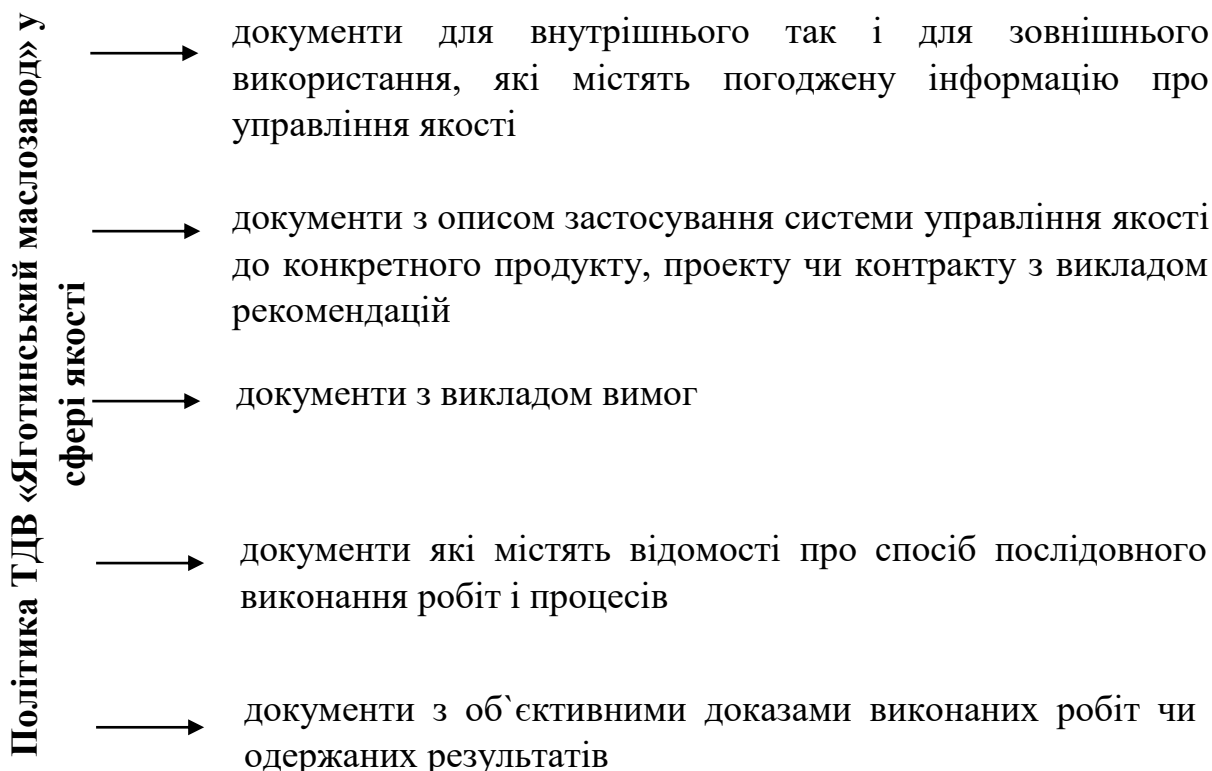 Політика ТДВ «Яготинський маслозавод» у
сфері якості
документи для внутрішнього так і для зовнішнього
використання, які містять погоджену інформацію про
управління якості
документи з описом застосування системи управління якості
до конкретного продукту, проекту чи контракту з викладом
рекомендацій
документи з викладом вимог
документи які містять відомості про спосіб послідовного
виконання робіт і процесів
документи з об`єктивними доказами виконаних робіт чи
одержаних результатів